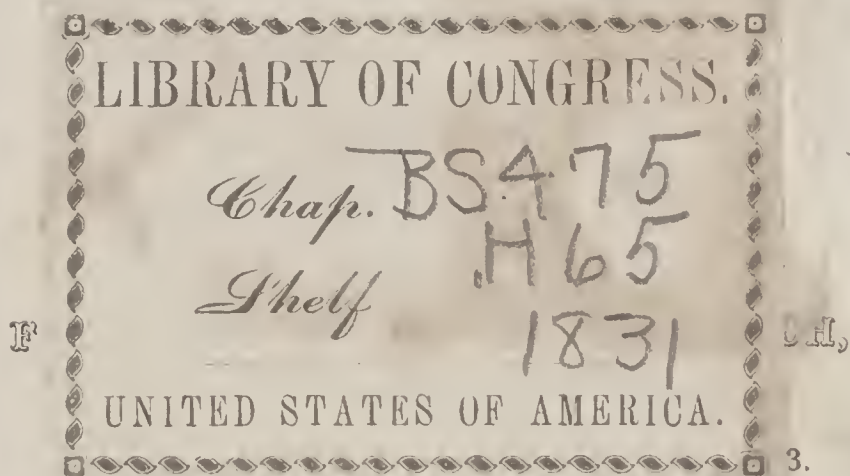 LIBRARY OF CONGRESS.
Chap. BS475
Shelf .H65
1831
F
H,
UNITED STATES OF AMERICA.
3.